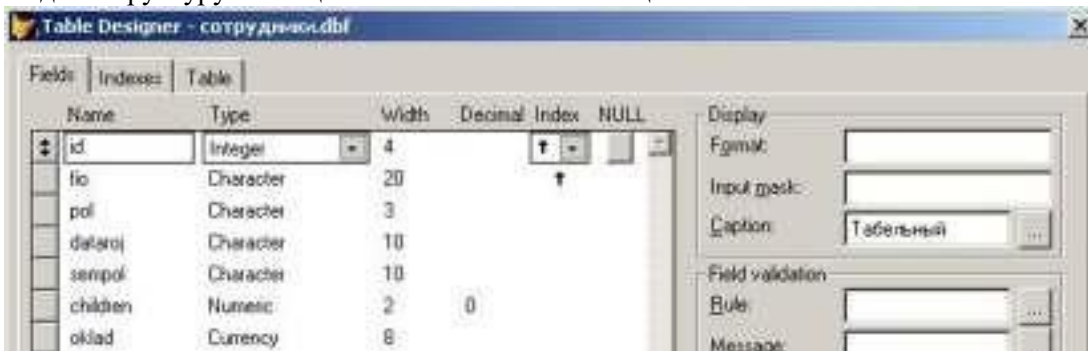 Table Designer - сотрудники.dbf
Fields Indexes Table
Name Type Width Decimal Index NULL
id Integer 4
fio Character 20
pol Character 3
dataroj Character 10
sempol Character 10
children Numeric 2 0
oklad Currency 8
Display
Format:
Input mask:
Caption: Табельный ...
Field validation
Rule: ...
Message: